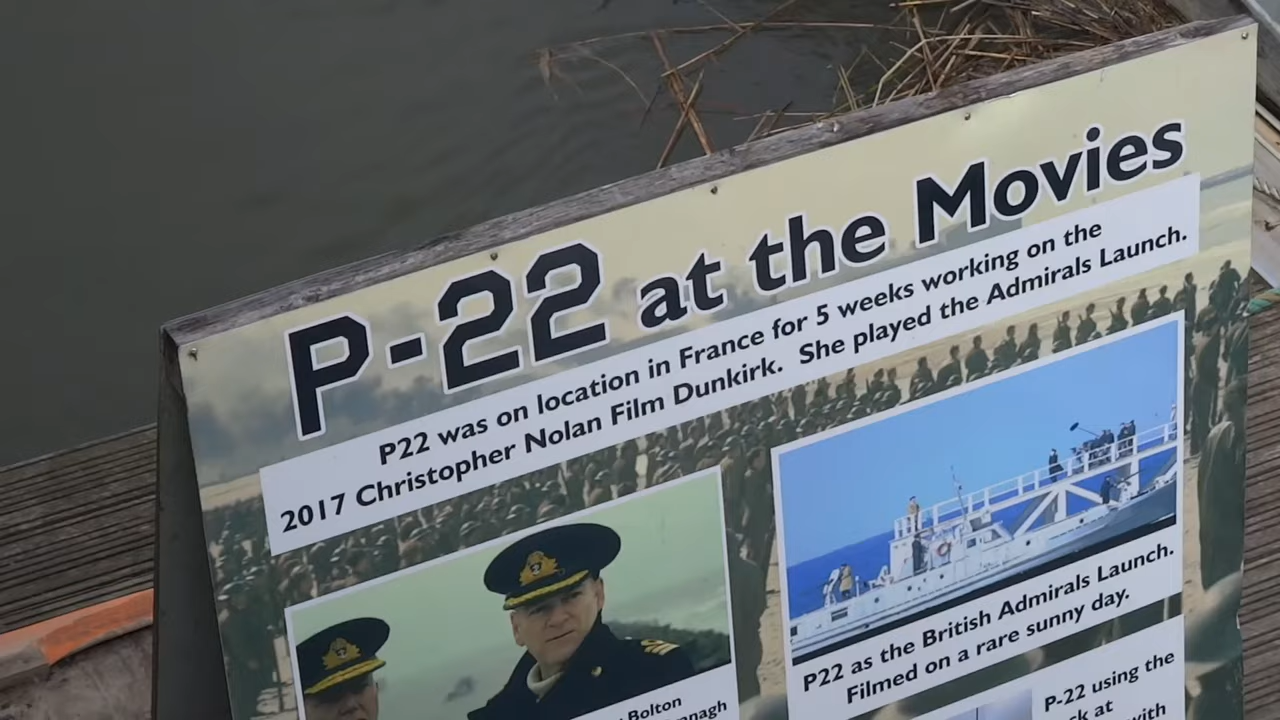 P-22 at the Movies
P22 was on location in France for 5 weeks working on the
2017 Christopher Nolan Film Dunkirk. She played the Admirals Launch.
P22 as the British Admirals Launch.
Filmed on a rare sunny day.
Bolton
P-22 using the
at
with